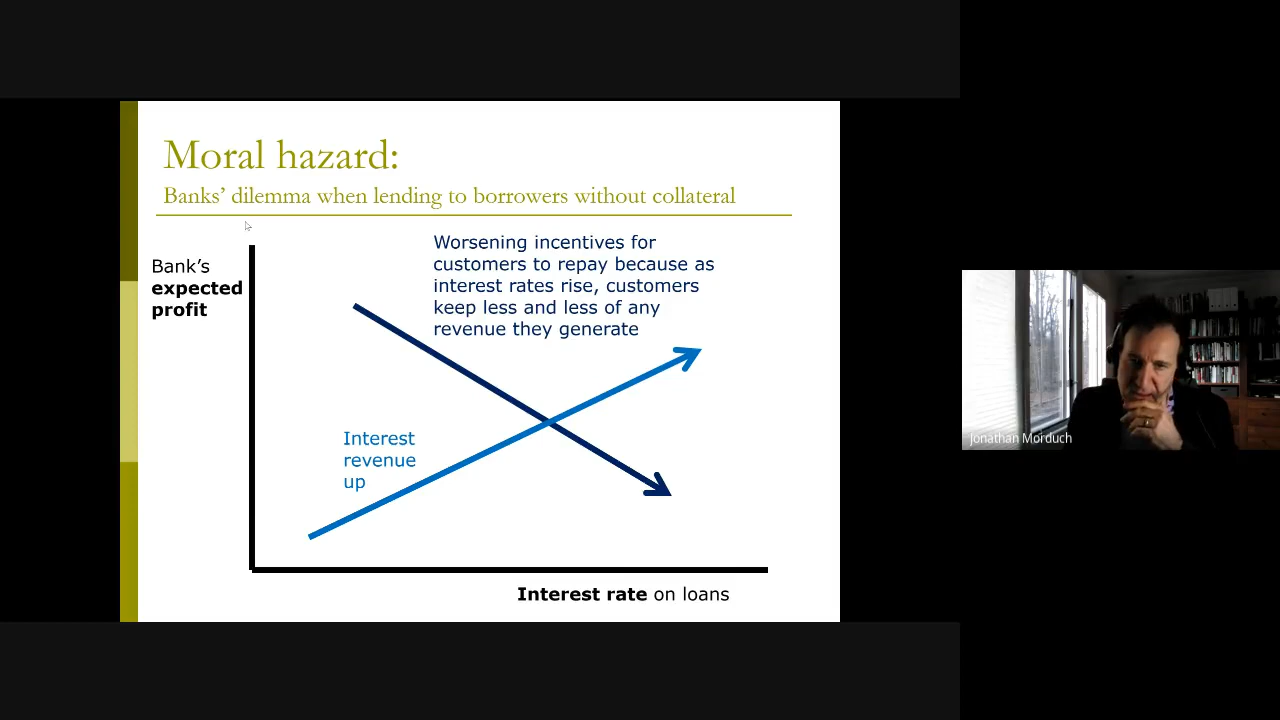 Moral hazard:
Banks’ dilemma when lending to borrowers without collateral
Bank’s
expected
profit
Worsening incentives for
customers to repay because as
interest rates rise, customers
keep less and less of any
revenue they generate
Interest
revenue
up
Interest rate on loans
Jonathan Morduch